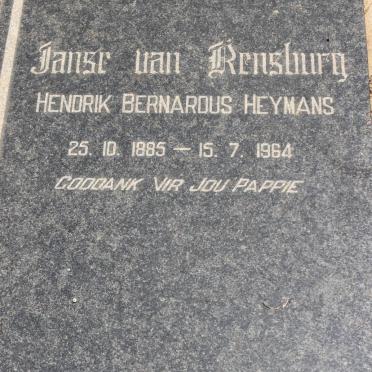 Janse van Rensburg
HENDRIK BERNARDUS HEYMANS
25. 10. 1885 — 15. 7. 1964
GODDANK VIR JOU PAPPIE